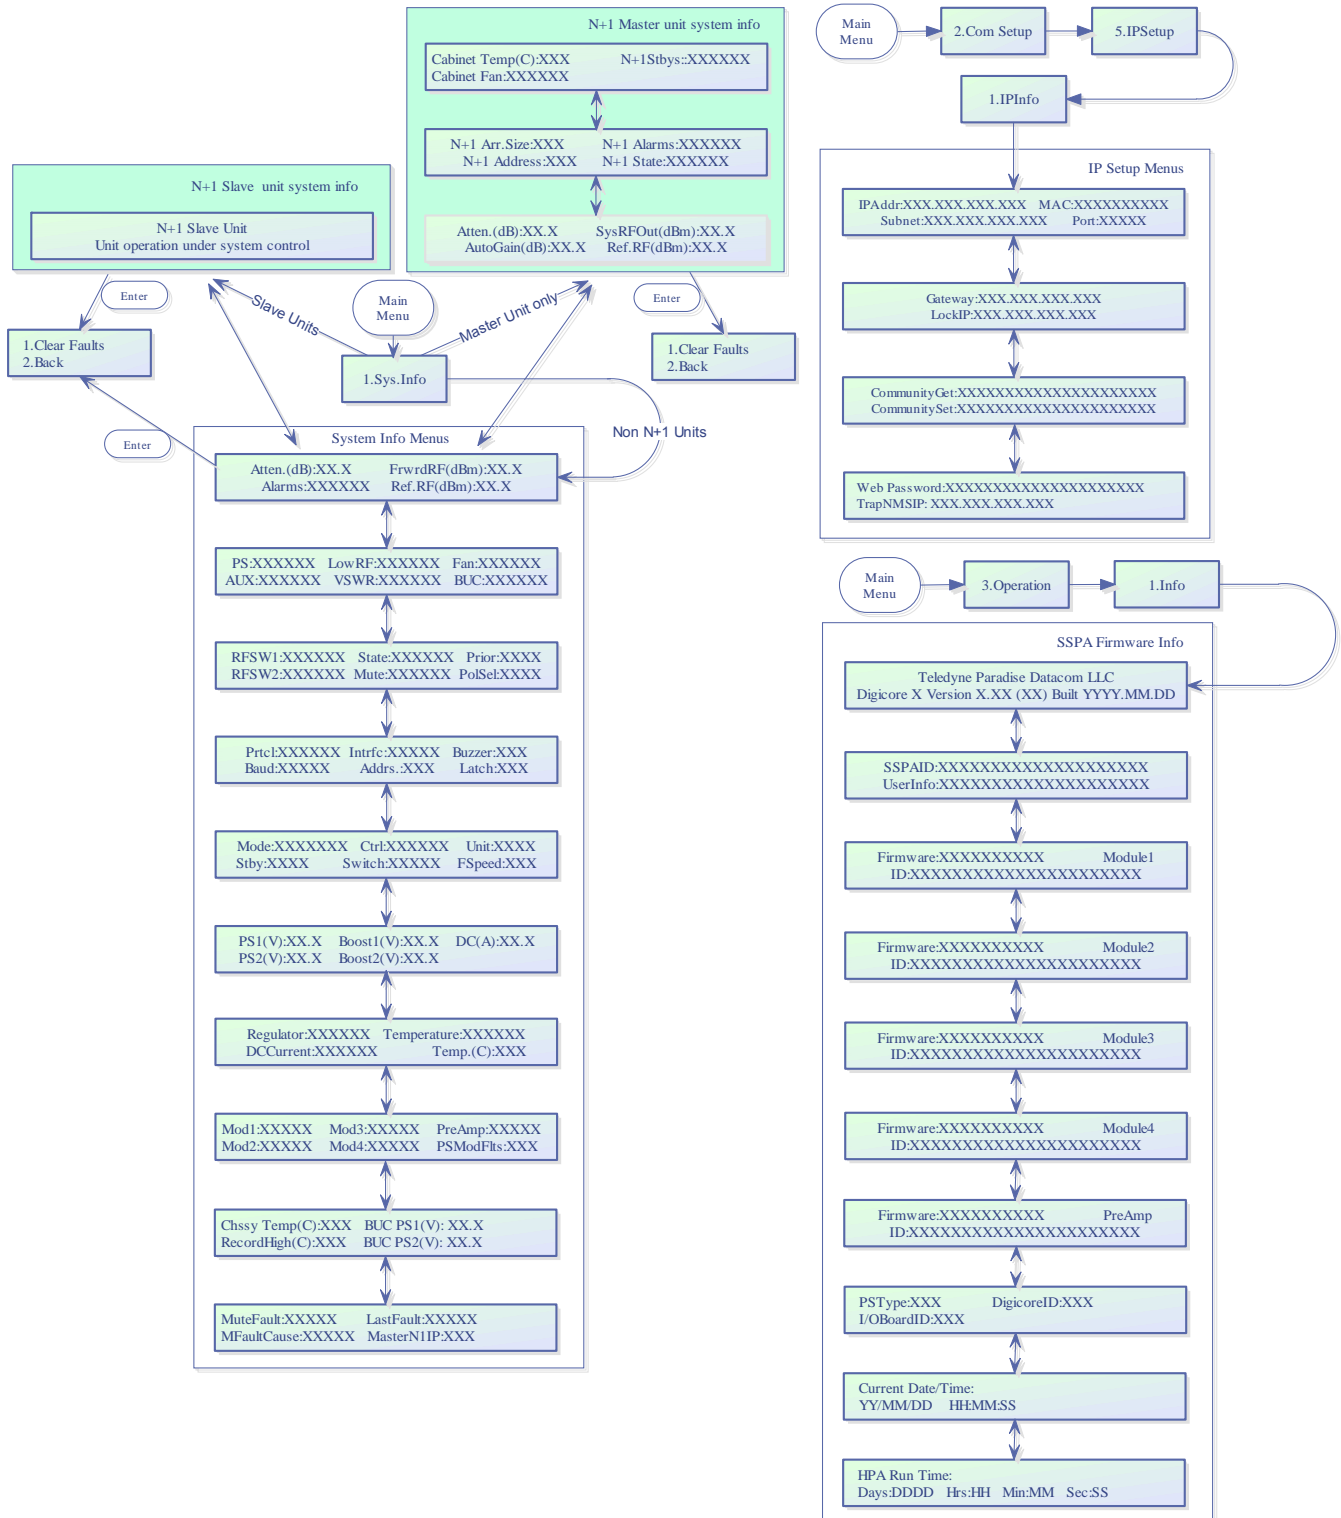 N+1 Master unit system info
Cabinet Temp(C):XXX N+1Stbys::XXXXXX
Cabinet Fan:XXXXXX
N+1 Arr.Size:XXX N+1 Alarms:XXXXXX
N+1 Address:XXX N+1 State:XXXXXX
Atten.(dB):XX.X SysRFOut(dBm):XX.X
AutoGain(dB):XX.X Ref.RF(dBm):XX.X
N+1 Slave unit system info
N+1 Slave Unit
Unit operation under system control
Enter
1.Clear Faults
2.Back
Slave Units
Main
Menu
Master Unit only
1.Sys.Info
Enter
1.Clear Faults
2.Back
Non N+1 Units
Enter
System Info Menus
Atten.(dB):XX.X FrwrdRF(dBm):XX.X
Alarms:XXXXXX Ref.RF(dBm):XX.X
PS:XXXXXX LowRF:XXXXXX Fan:XXXXXX
AUX:XXXXXX VSWR:XXXXXX BUC:XXXXXX
RFSW1:XXXXXX State:XXXXXX Prior:XXXX
RFSW2:XXXXXX Mute:XXXXXX PolSel:XXXX
Prtcl:XXXXXX Intrfc:XXXXX Buzzer:XXX
Baud:XXXXX Addrs.:XXX Latch:XXX
Mode:XXXXXXX Ctrl:XXXXXX Unit:XXXX
Stby:XXXX Switch:XXXXX FSpeed:XXX
PS1(V):XX.X Boost1(V):XX.X DC(A):XX.X
PS2(V):XX.X Boost2(V):XX.X
Regulator:XXXXXX Temperature:XXXXXX
DCCurrent:XXXXXX Temp.(C):XXX
Mod1:XXXXX Mod3:XXXXX PreAmp:XXXXX
Mod2:XXXXX Mod4:XXXXX PSModFlts:XXX
Chssy Temp(C):XXX BUC PS1(V): XX.X
RecordHigh(C):XXX BUC PS2(V): XX.X
MuteFault:XXXXX LastFault:XXXXX
MFaultCause:XXXXX MasterN1IP:XXX
Main
Menu
2.Com Setup
5.IPSetup
1.IPInfo
IP Setup Menus
IPAddr:XXX.XXX.XXX.XXX MAC:XXXXXXXXXX
Subnet:XXX.XXX.XXX.XXX Port:XXXXX
Gateway:XXX.XXX.XXX.XXX
LockIP:XXX.XXX.XXX.XXX
CommunityGet:XXXXXXXXXXXXXXXXXXXX
CommunitySet:XXXXXXXXXXXXXXXXXXXX
Web Password:XXXXXXXXXXXXXXXXXXXX
TrapNMSIP: XXX.XXX.XXX.XXX
Main
Menu
3.Operation
1.Info
SSPA Firmware Info
Teledyne Paradise Datacom LLC
Digicore X Version X.XX (XX) Built YYYY.MM.DD
SSPAID:XXXXXXXXXXXXXXXXXXXX
UserInfo:XXXXXXXXXXXXXXXXXXXX
Firmware:XXXXXXXXXX Module1
ID:XXXXXXXXXXXXXXXXXXXXXX
Firmware:XXXXXXXXXX Module2
ID:XXXXXXXXXXXXXXXXXXXXXX
Firmware:XXXXXXXXXX Module3
ID:XXXXXXXXXXXXXXXXXXXXXX
Firmware:XXXXXXXXXX Module4
ID:XXXXXXXXXXXXXXXXXXXXXX
Firmware:XXXXXXXXXX PreAmp
ID:XXXXXXXXXXXXXXXXXXXXXX
PSType:XXX DigicoreID:XXX
I/OBoardID:XXX
Current Date/Time:
YY/MM/DD HH:MM:SS
HPA Run Time:
Days:DDDD Hrs:HH Min:MM Sec:SS